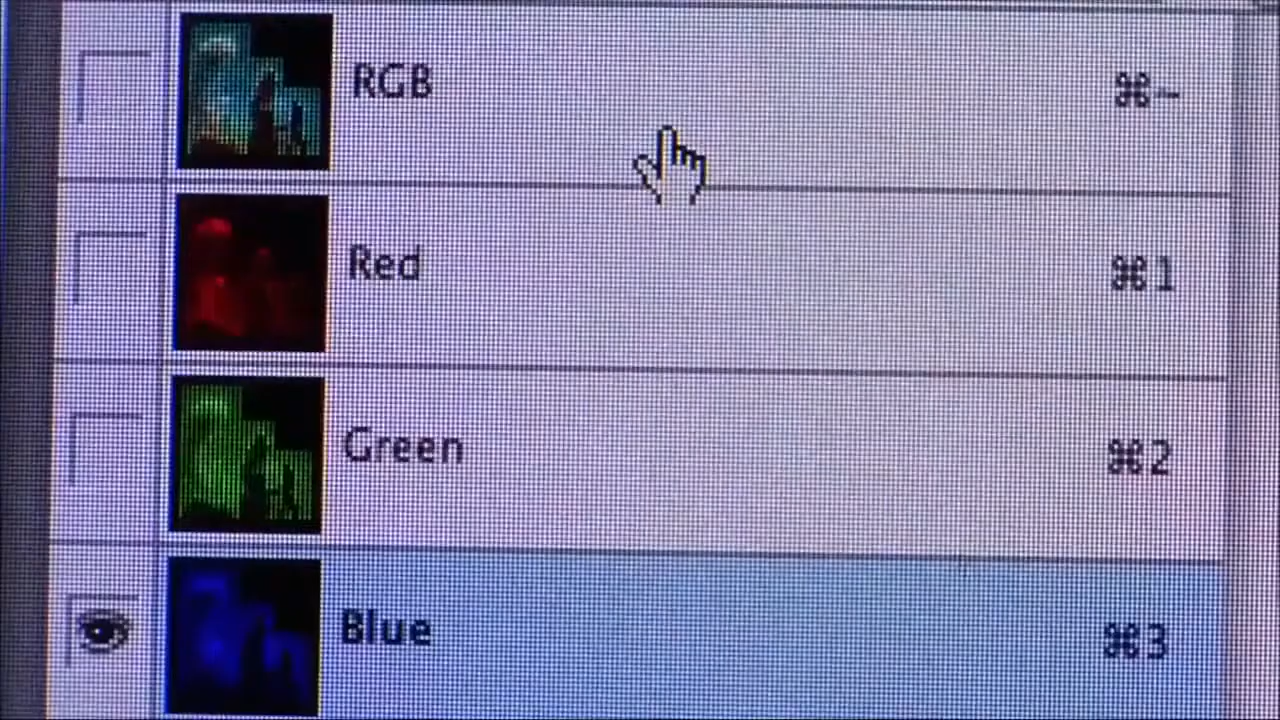 RGB ⌘~
Red ⌘1
Green ⌘2
Blue ⌘3